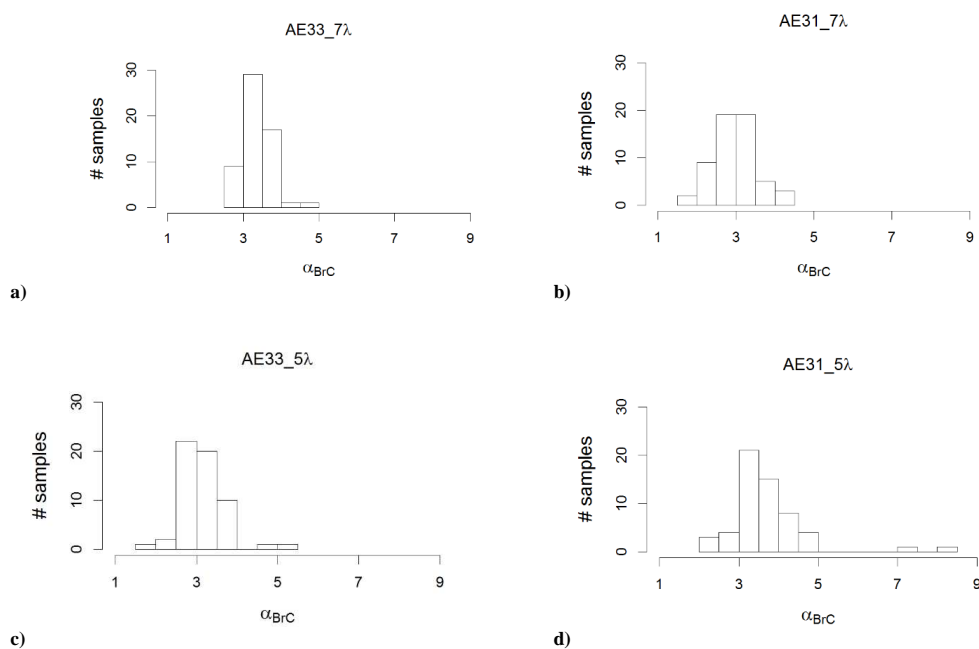 AE33_7λ
# samples
0 10 20 30
1 3 5 7 9
αBrC
a)
AE31_7λ
# samples
0 10 20 30
1 3 5 7 9
αBrC
b)
AE33_5λ
# samples
0 10 20 30
1 3 5 7 9
αBrC
c)
AE31_5λ
# samples
0 10 20 30
1 3 5 7 9
αBrC
d)